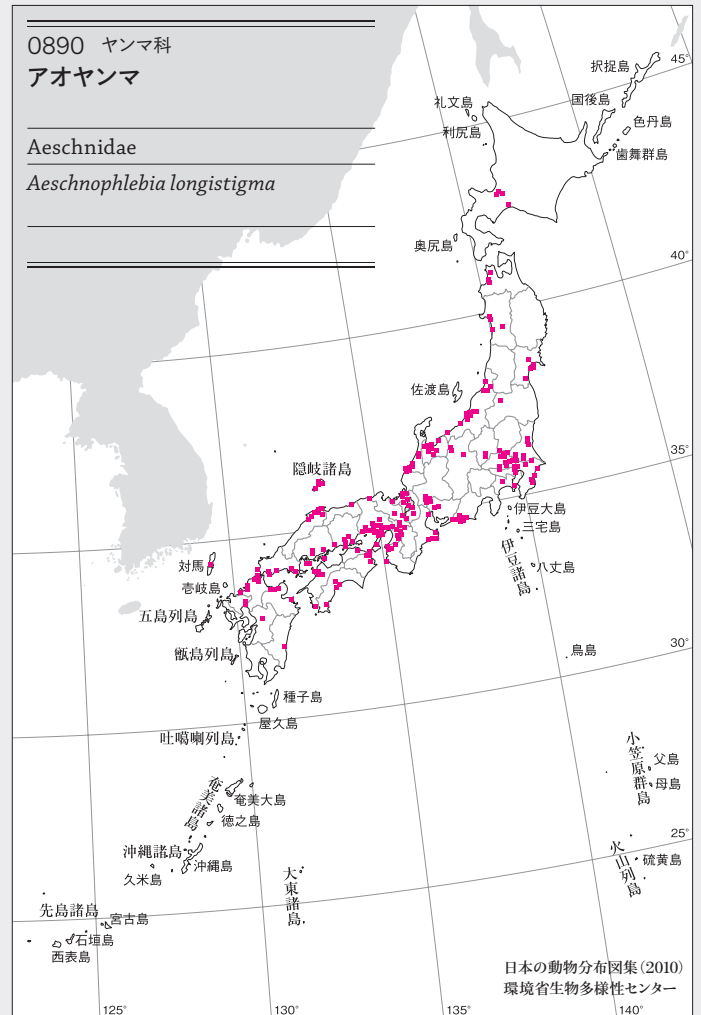 0890 ヤンマ科
アオヤンマ
Aeschnidae
Aeschnophlebia longistigma
択捉島
45°
礼文島
国後島
利尻島
色丹島
歯舞群島
奥尻島
40°
佐渡島
35°
隠岐諸島
伊豆大島
三宅島
伊豆諸島
八丈島
対馬
壱岐島
五島列島
甑島列島
鳥島
30°
種子島
屋久島
吐噶喇列島
小笠原群島
父島
母島
奄美諸島
奄美大島
徳之島
25°
火山列島
硫黄島
沖縄諸島
沖縄島
久米島
大東諸島
先島諸島
宮古島
石垣島
西表島
日本の動物分布図集(2010)
環境省生物多様性センター
125°
130°
135°
140°